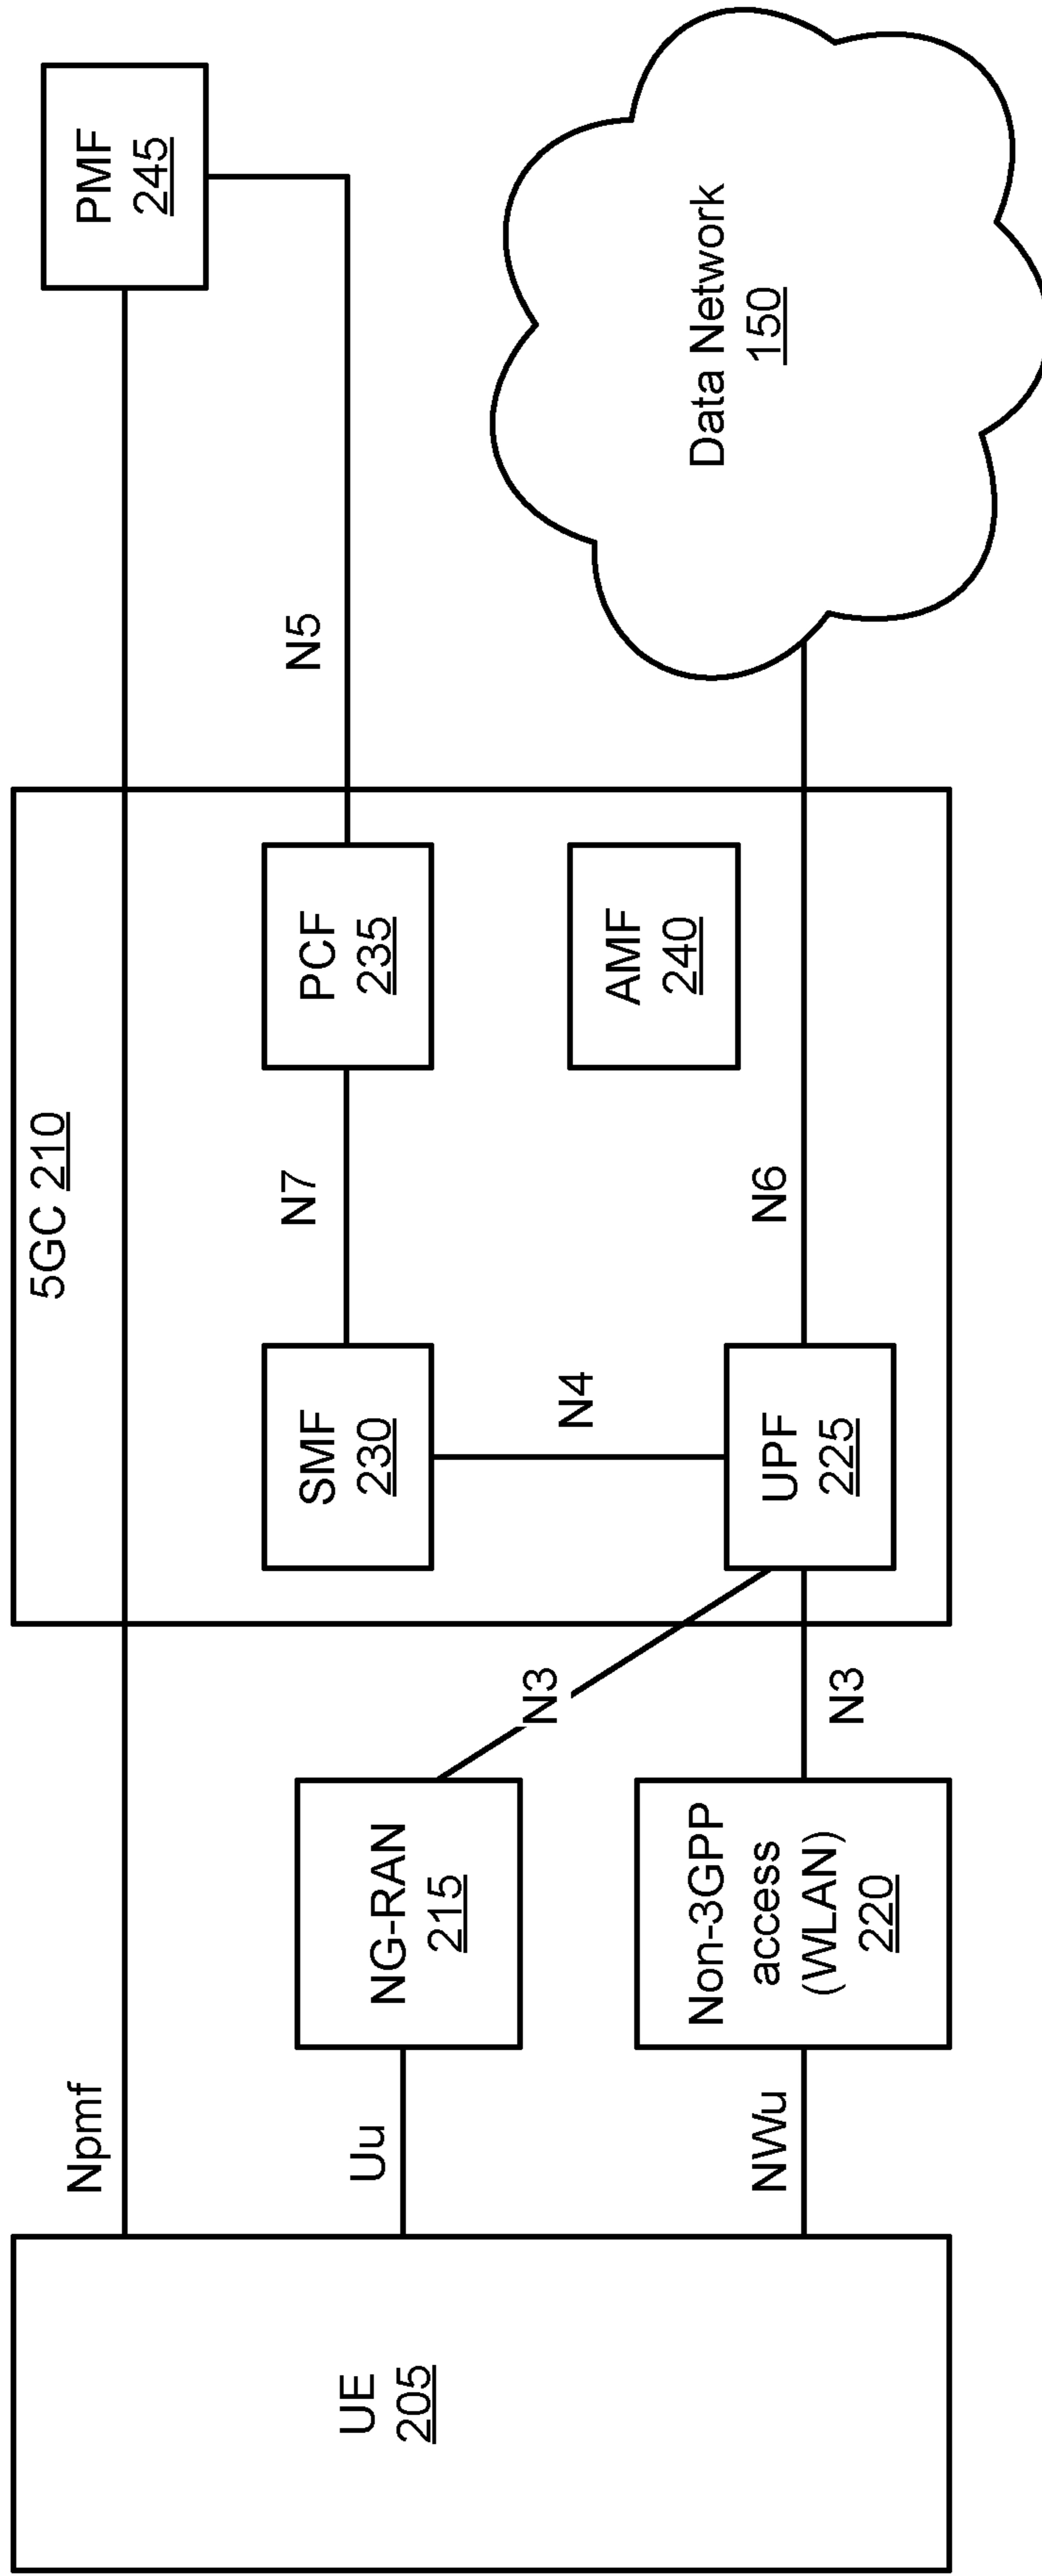 UE
205
Npmf
Uu
NWu
NG-RAN
215
Non-3GPP
access
(WLAN)
220
N3
N3
5GC 210
SMF
230
N4
UPF
225
N7
N6
PCF
235
AMF
240
N5
PMF
245
Data Network
150